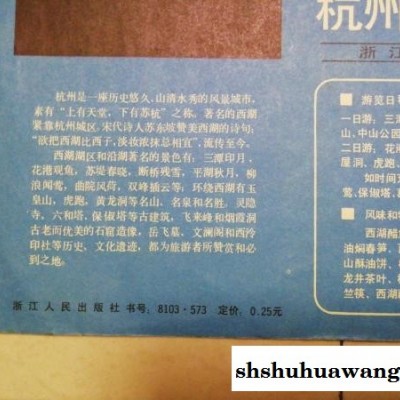 杭州
浙江
杭州是一座历史悠久、山清水秀的风景城市,
素有“上有天堂,下有苏杭”之称。著名的西湖
紧靠杭州城区,宋代诗人苏东坡赞美西湖的诗句:
“欲把西湖比西子,淡妆浓抹总相宜”,流传至今。
西湖湖区和沿湖著名的景色有:三潭印月、
花港观鱼,苏堤春晓,断桥残雪,平湖秋月,柳
浪闻莺,曲院风荷,双峰插云等;环绕西湖有玉
皇山,虎跑,黄龙洞等名山、名泉和名胜。灵隐
寺、六和塔、保俶塔等古建筑,飞来峰和烟霞洞
古老而优美的石窟造像,岳飞墓,文澜阁和西泠
印社等历史、文化遗迹,都为旅游者所赞赏和必
到之地。
浙江人民出版社 书号:8103·573 定价:0.25元
■ 游览日
一日游:三潭
山、中山公园
二日游:花港
厦洞、虎跑、
如时间
莺、保俶塔、
■ 风味和
西湖醋
油焖春笋、
山酥油饼、
龙井茶叶、
兰筷、西湖
shshuhuawang